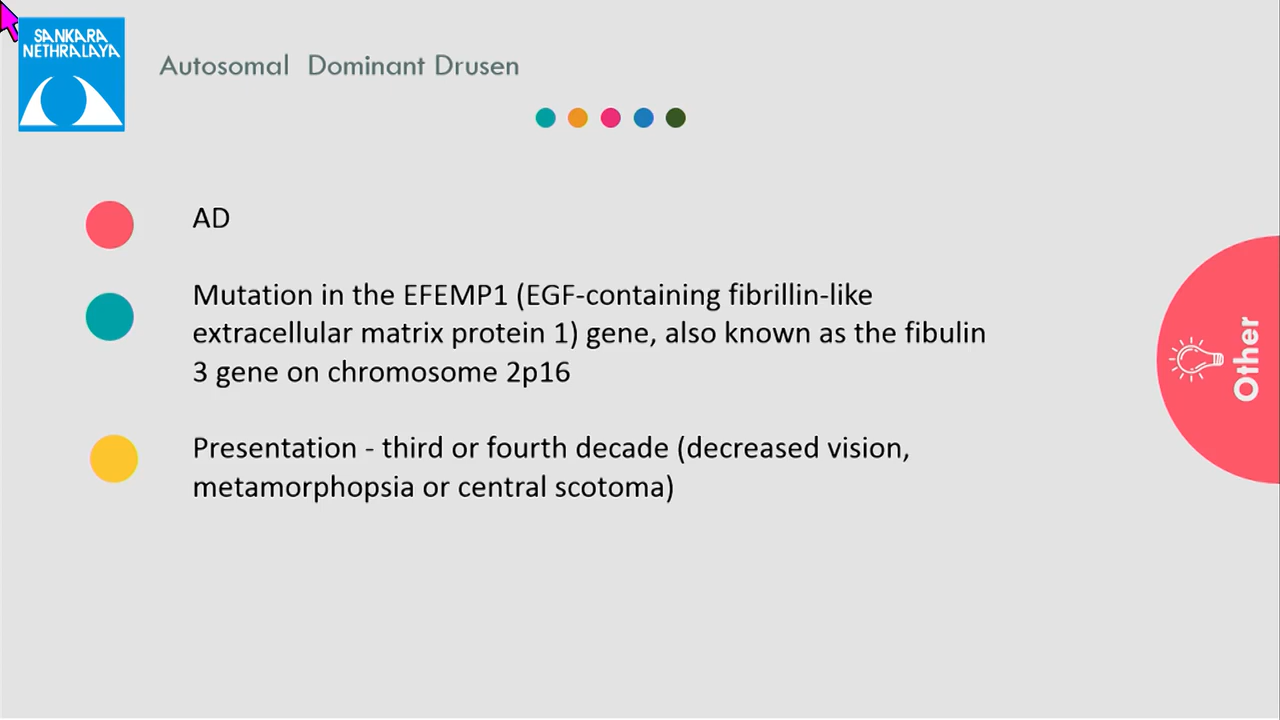 SANKARA
NETHRALAYA
Autosomal Dominant Drusen
AD
Mutation in the EFEMP1 (EGF-containing fibrillin-like
extracellular matrix protein 1) gene, also known as the fibulin
3 gene on chromosome 2p16
Presentation - third or fourth decade (decreased vision,
metamorphopsia or central scotoma)
Other